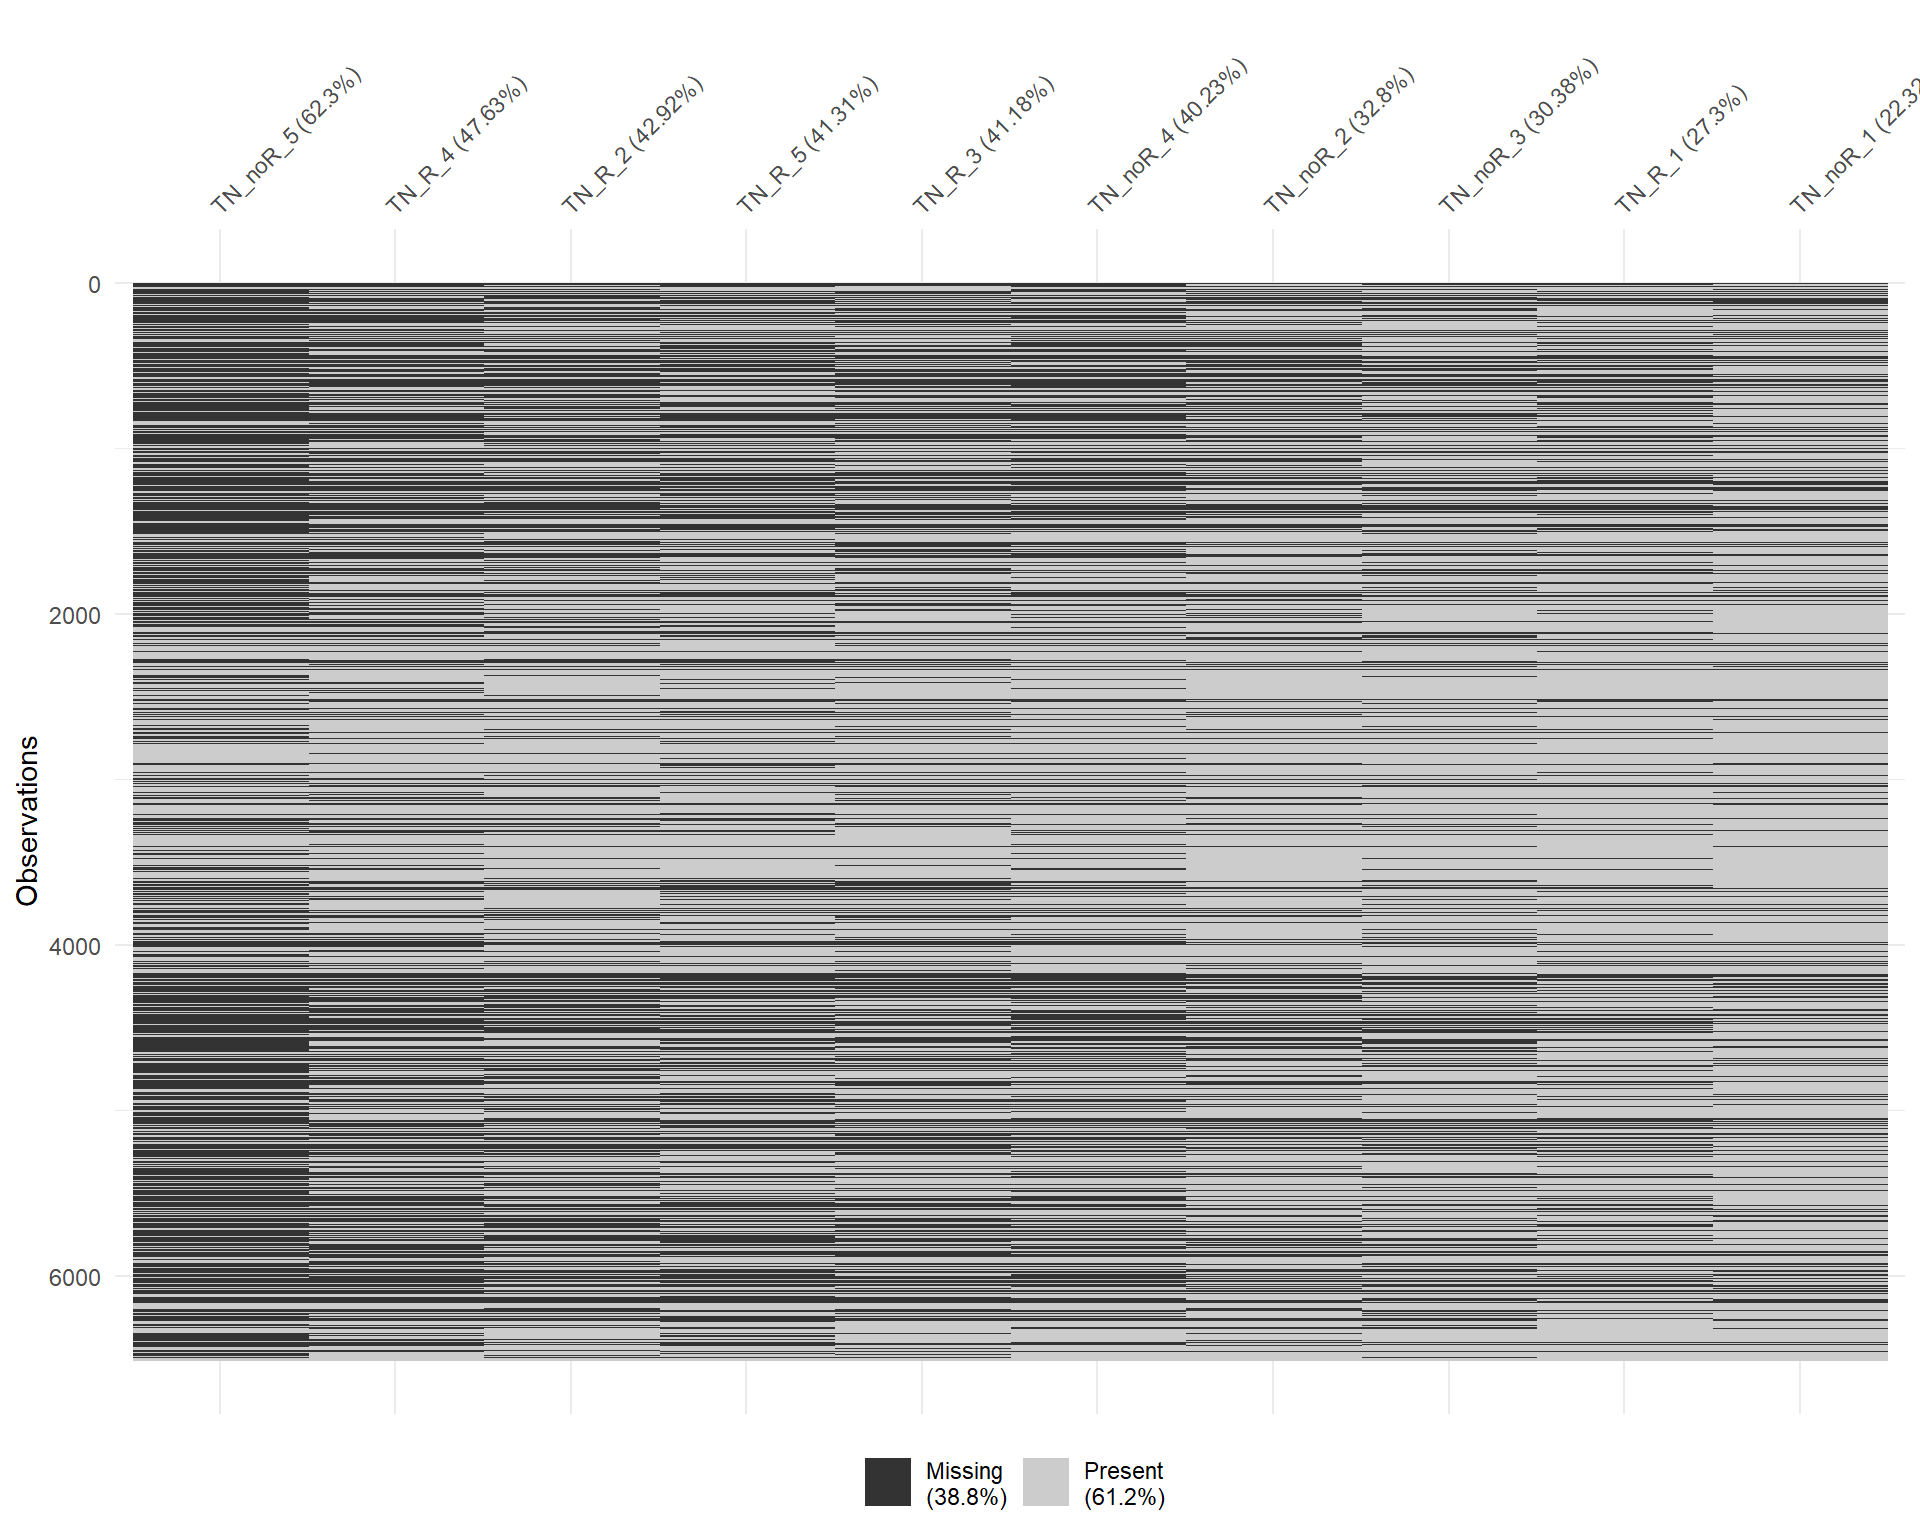 TN_noR_5 (62.3%)
TN_R_4 (47.63%)
TN_R_2 (42.92%)
TN_R_5 (41.31%)
TN_R_3 (41.18%)
TN_noR_4 (40.23%)
TN_noR_2 (32.8%)
TN_noR_3 (30.38%)
TN_R_1 (27.3%)
TN_noR_1 (22.32
0
2000
4000
6000
Observations
Missing
(38.8%)
Present
(61.2%)